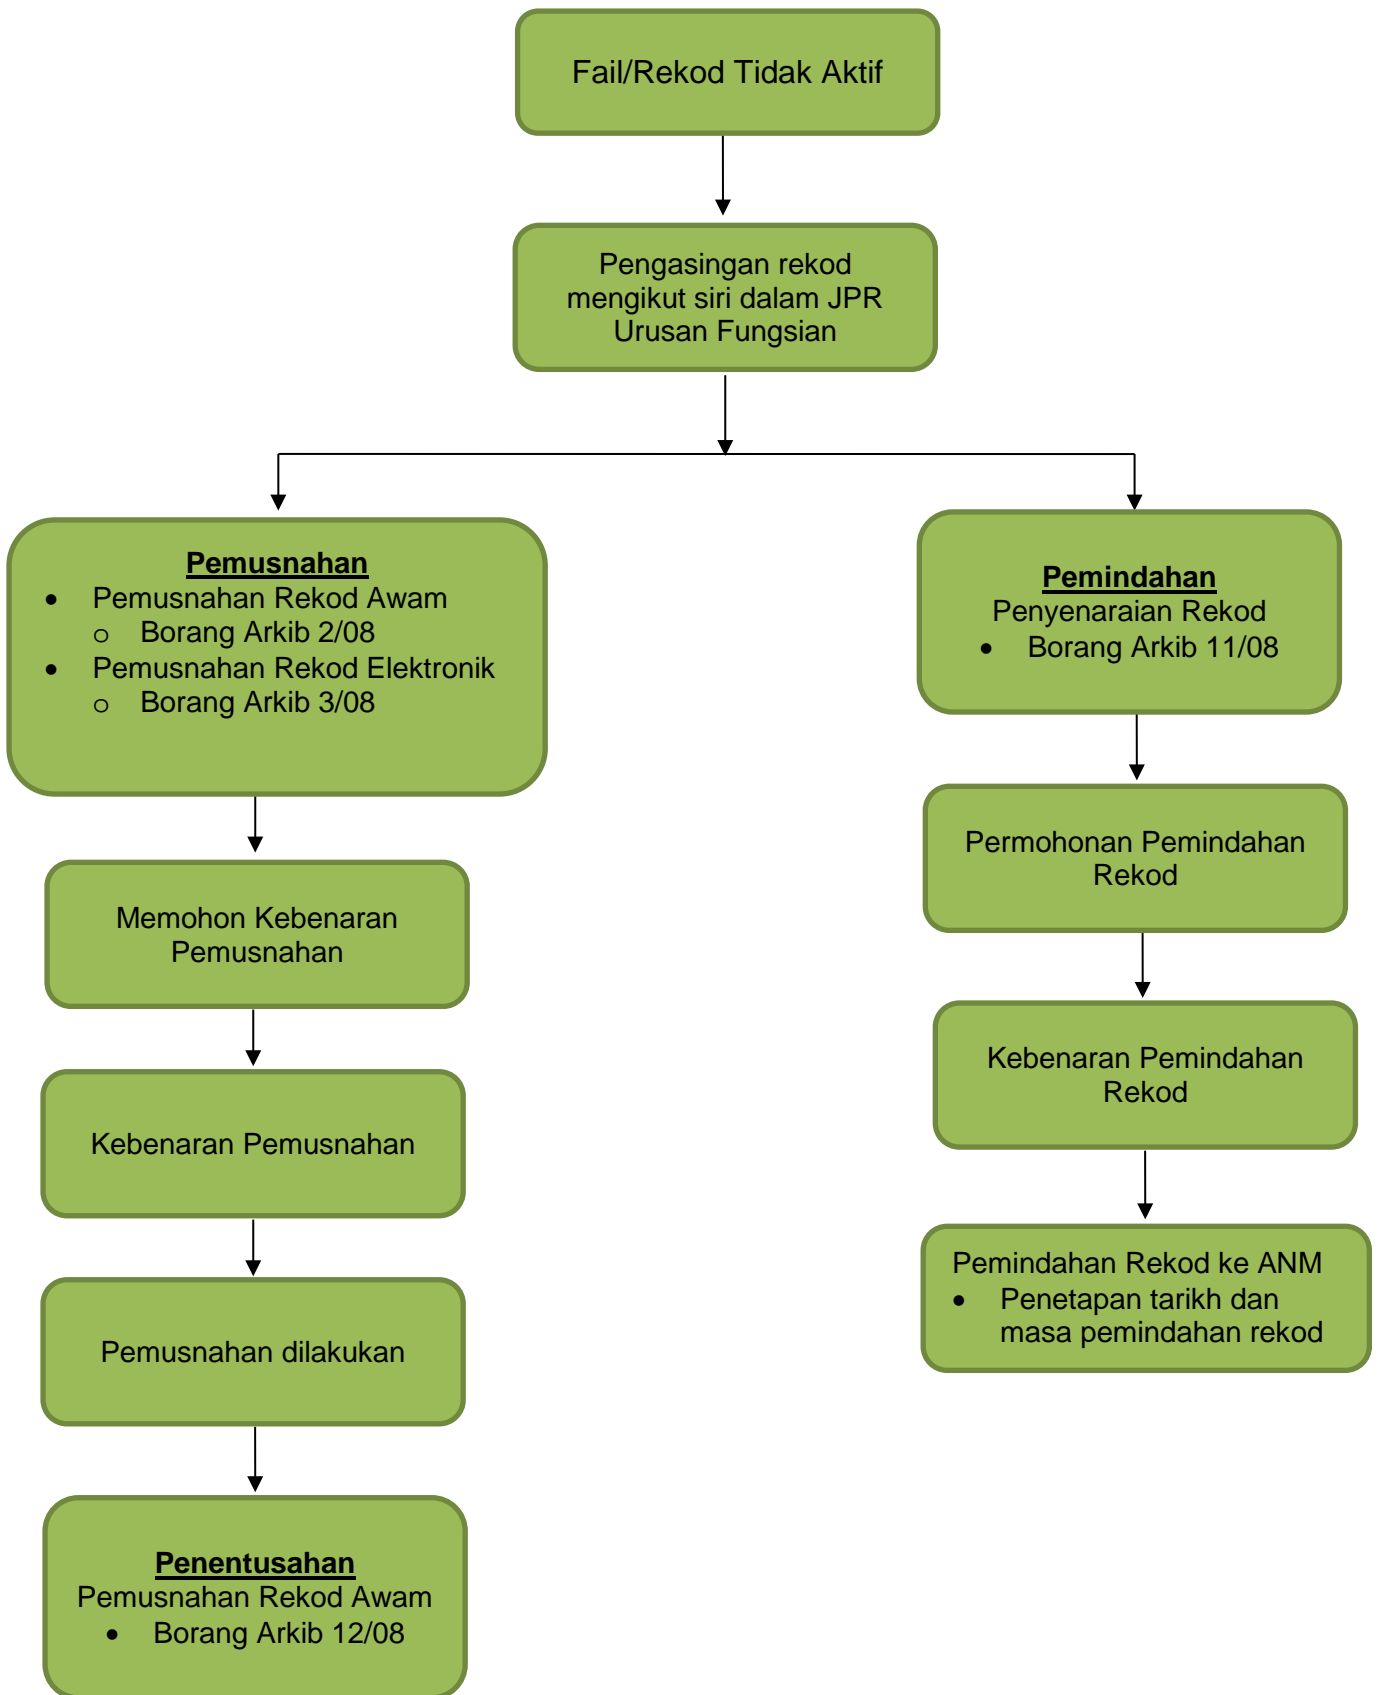 Fail/Rekod Tidak Aktif
Pengasingan rekod
mengikut siri dalam JPR
Urusan Fungsian
Pemusnahan
• Pemusnahan Rekod Awam
o Borang Arkib 2/08
• Pemusnahan Rekod Elektronik
o Borang Arkib 3/08
Memohon Kebenaran
Pemusnahan
Kebenaran Pemusnahan
Pemusnahan dilakukan
Penentusahan
Pemusnahan Rekod Awam
• Borang Arkib 12/08
Pemindahan
Penyenaraian Rekod
• Borang Arkib 11/08
Permohonan Pemindahan
Rekod
Kebenaran Pemindahan
Rekod
Pemindahan Rekod ke ANM
• Penetapan tarikh dan
masa pemindahan rekod